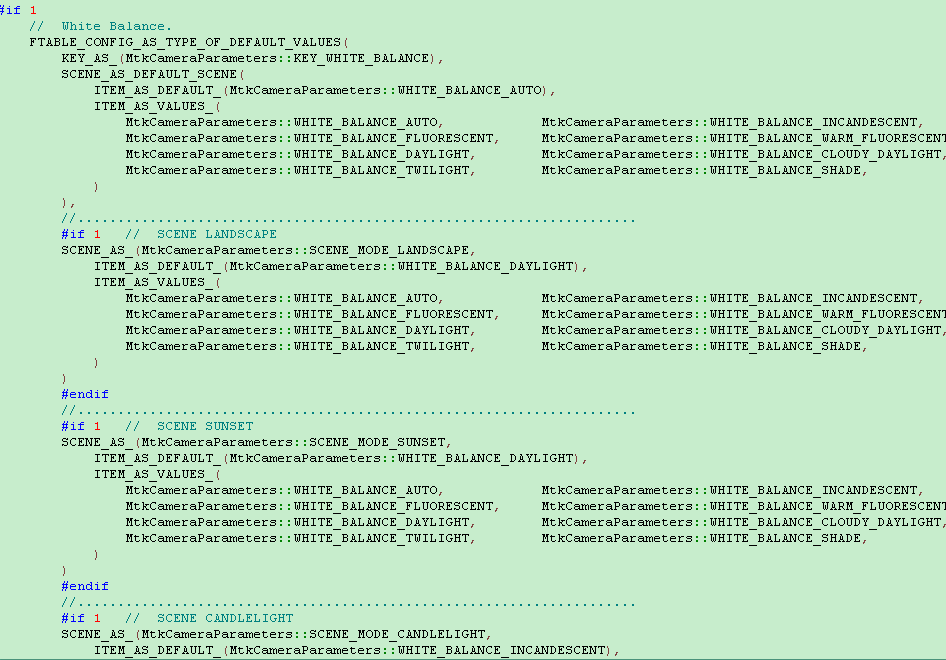 #if 1
//  White Balance.
FTABLE_CONFIG_AS_TYPE_OF_DEFAULT_VALUES(
KEY_AS_(MtkCameraParameters::KEY_WHITE_BALANCE),
SCENE_AS_DEFAULT_SCENE(
ITEM_AS_DEFAULT_(MtkCameraParameters::WHITE_BALANCE_AUTO),
ITEM_AS_VALUES_(
MtkCameraParameters::WHITE_BALANCE_AUTO, MtkCameraParameters::WHITE_BALANCE_INCANDESCENT,
MtkCameraParameters::WHITE_BALANCE_FLUORESCENT, MtkCameraParameters::WHITE_BALANCE_WARM_FLUORESCENT
MtkCameraParameters::WHITE_BALANCE_DAYLIGHT, MtkCameraParameters::WHITE_BALANCE_CLOUDY_DAYLIGHT,
MtkCameraParameters::WHITE_BALANCE_TWILIGHT, MtkCameraParameters::WHITE_BALANCE_SHADE,
)
),
//......................................................................
#if 1   //  SCENE LANDSCAPE
SCENE_AS_(MtkCameraParameters::SCENE_MODE_LANDSCAPE,
ITEM_AS_DEFAULT_(MtkCameraParameters::WHITE_BALANCE_DAYLIGHT),
ITEM_AS_VALUES_(
MtkCameraParameters::WHITE_BALANCE_AUTO, MtkCameraParameters::WHITE_BALANCE_INCANDESCENT,
MtkCameraParameters::WHITE_BALANCE_FLUORESCENT, MtkCameraParameters::WHITE_BALANCE_WARM_FLUORESCENT
MtkCameraParameters::WHITE_BALANCE_DAYLIGHT, MtkCameraParameters::WHITE_BALANCE_CLOUDY_DAYLIGHT,
MtkCameraParameters::WHITE_BALANCE_TWILIGHT, MtkCameraParameters::WHITE_BALANCE_SHADE,
)
)
#endif
//......................................................................
#if 1   //  SCENE SUNSET
SCENE_AS_(MtkCameraParameters::SCENE_MODE_SUNSET,
ITEM_AS_DEFAULT_(MtkCameraParameters::WHITE_BALANCE_DAYLIGHT),
ITEM_AS_VALUES_(
MtkCameraParameters::WHITE_BALANCE_AUTO, MtkCameraParameters::WHITE_BALANCE_INCANDESCENT,
MtkCameraParameters::WHITE_BALANCE_FLUORESCENT, MtkCameraParameters::WHITE_BALANCE_WARM_FLUORESCENT
MtkCameraParameters::WHITE_BALANCE_DAYLIGHT, MtkCameraParameters::WHITE_BALANCE_CLOUDY_DAYLIGHT,
MtkCameraParameters::WHITE_BALANCE_TWILIGHT, MtkCameraParameters::WHITE_BALANCE_SHADE,
)
)
#endif
//......................................................................
#if 1   //  SCENE CANDLELIGHT
SCENE_AS_(MtkCameraParameters::SCENE_MODE_CANDLELIGHT,
ITEM_AS_DEFAULT_(MtkCameraParameters::WHITE_BALANCE_INCANDESCENT),